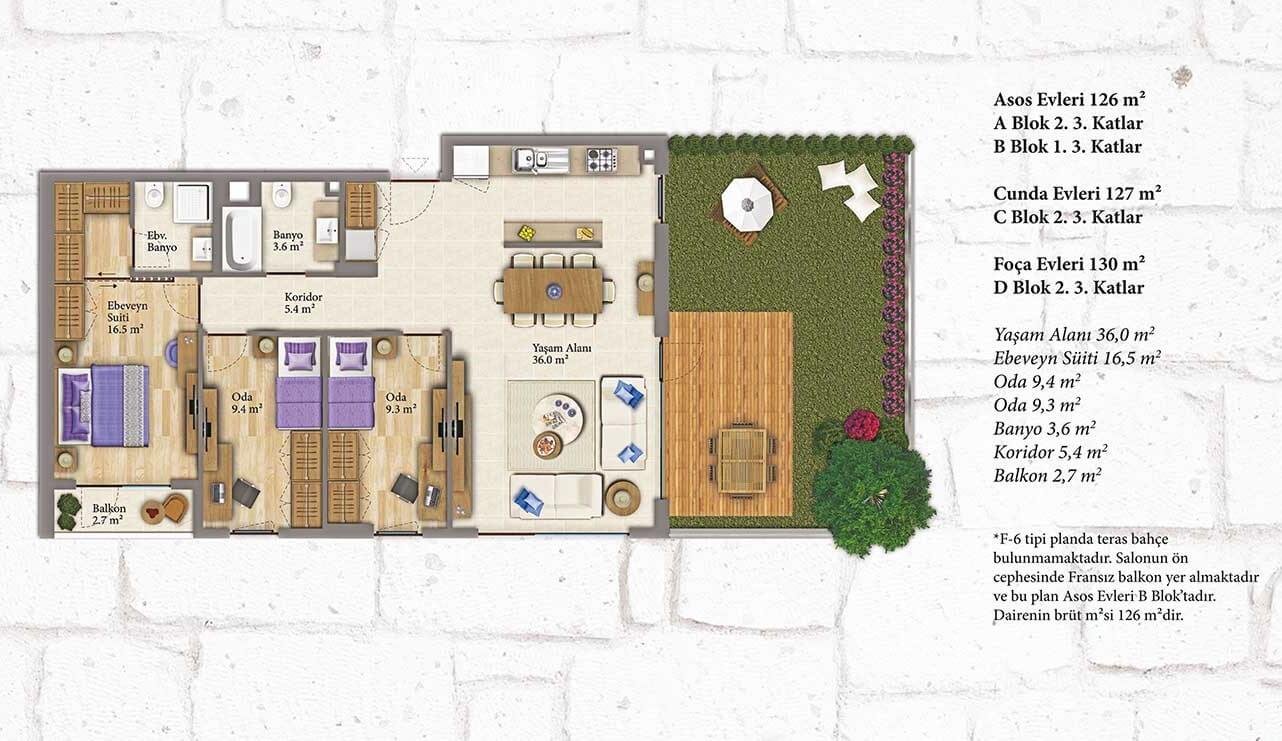 Ebv.
Banyo
Banyo
3.6 m²
Koridor
5.4 m²
Ebeveyn
Suiti
16.5 m²
Yaşam Alanı
36.0 m²
Oda
9.4 m²
Oda
9.3 m²
Balkon
2.7 m²
Asos Evleri 126 m²
A Blok 2. 3. Katlar
B Blok 1. 3. Katlar
Cunda Evleri 127 m²
C Blok 2. 3. Katlar
Foça Evleri 130 m²
D Blok 2. 3. Katlar
Yaşam Alanı 36,0 m²
Ebeveyn Süiti 16,5 m²
Oda 9,4 m²
Oda 9,3 m²
Banyo 3,6 m²
Koridor 5,4 m²
Balkon 2,7 m²
*F-6 tipi planda teras bahçe
bulunmamaktadır. Salonun ön
cephesinde Fransız balkon yer almaktadır
ve bu plan Asos Evleri B Blok’tadır.
Dairenin brüt m²si 126 m²dir.